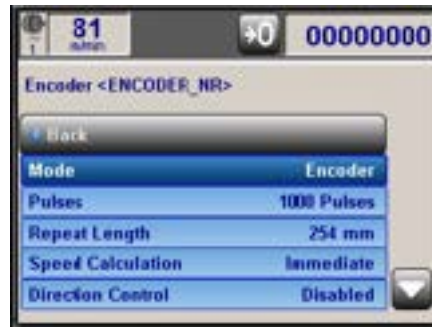 81
m/min
1
→0 00000000
Encoder <ENCODER_NR>
Back
Mode Encoder
Pulses 1000 Pulses
Repeat Length 254 mm
Speed Calculation Immediate
Direction Control Disabled